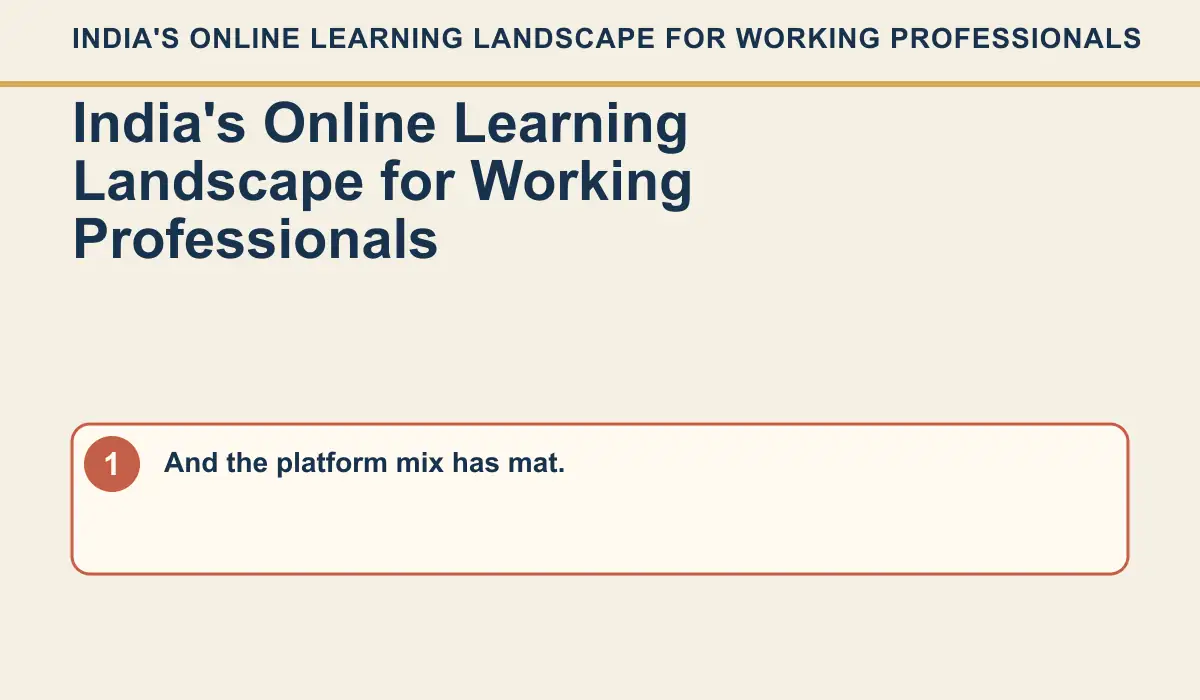 INDIA'S ONLINE LEARNING LANDSCAPE FOR WORKING PROFESSIONALS
India's Online Learning
Landscape for Working
Professionals
1
And the platform mix has mat.